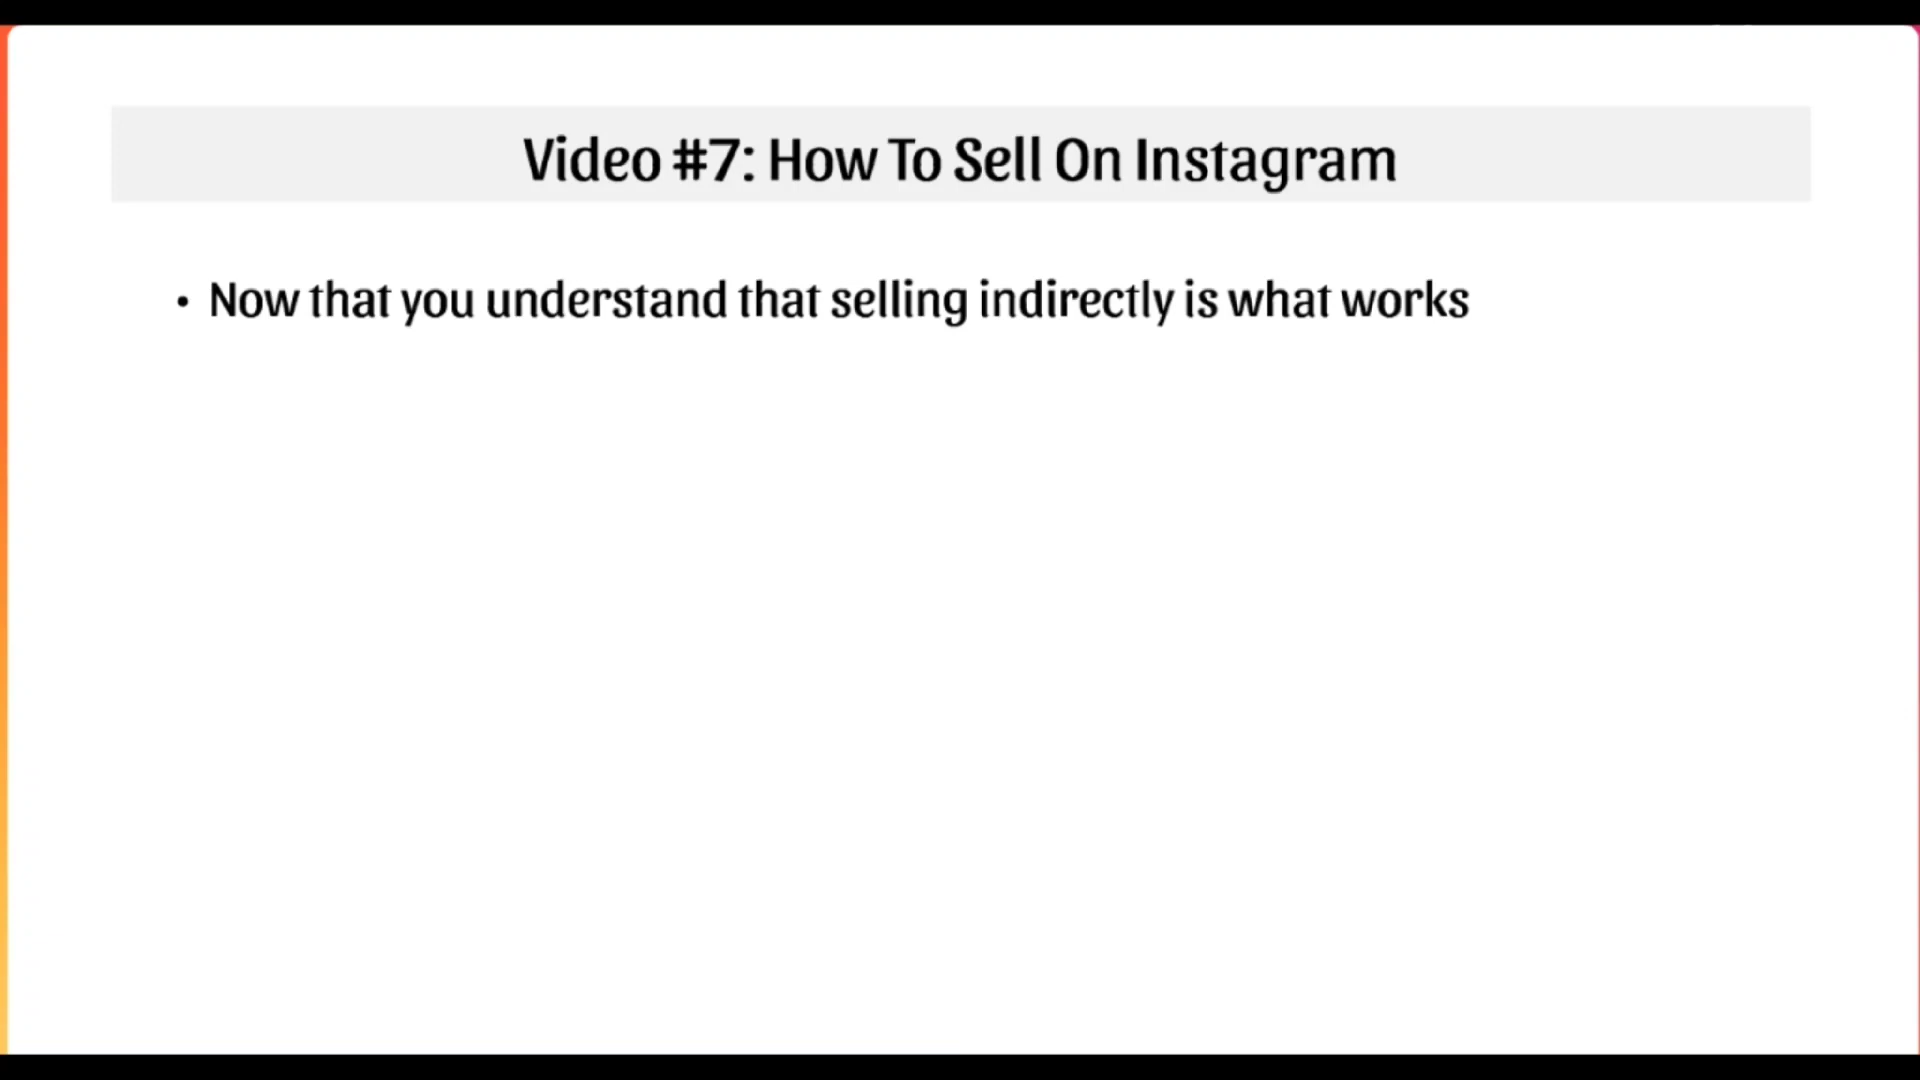 Video #7: How To Sell On Instagram
• Now that you understand that selling indirectly is what works